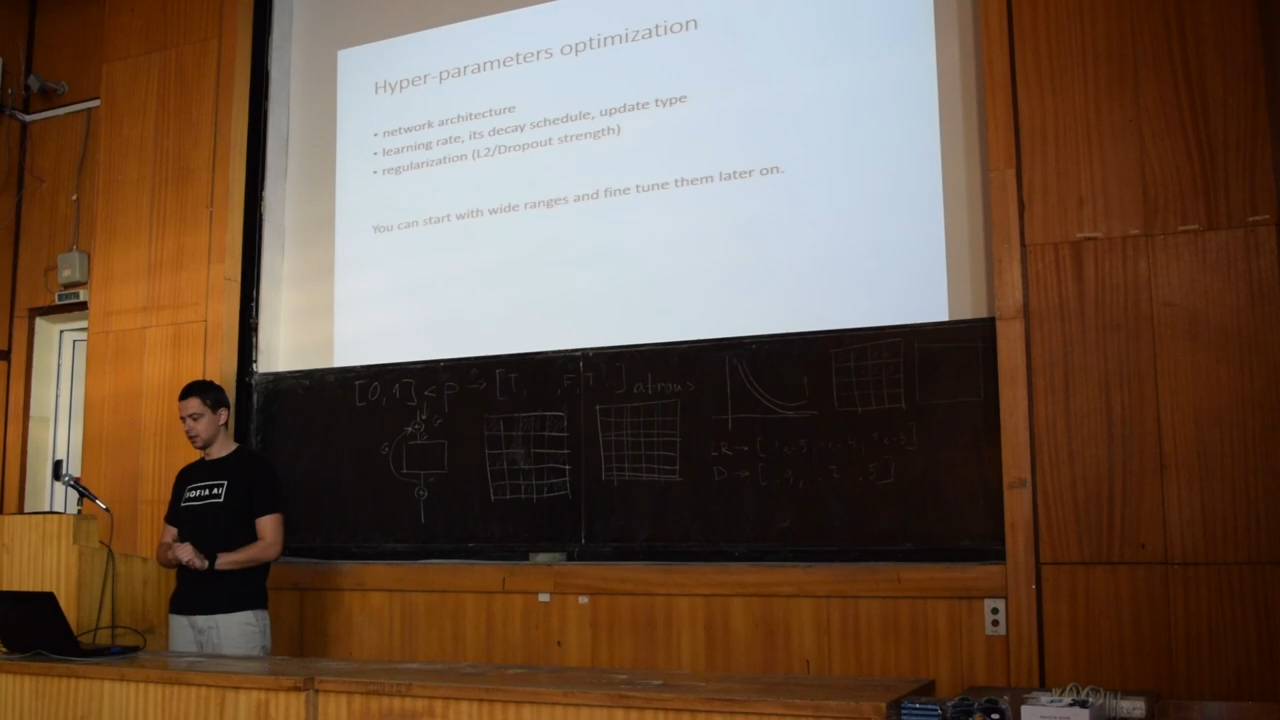 Hyper-parameters optimization
• network architecture
• learning rate, its decay schedule, update type
• regularization (L2/Dropout strength)
You can start with wide ranges and fine tune them later on.
[0,1] < p → [T, F, T ] atrous
G
G
G
LR → [
D → [
SOFIA AI